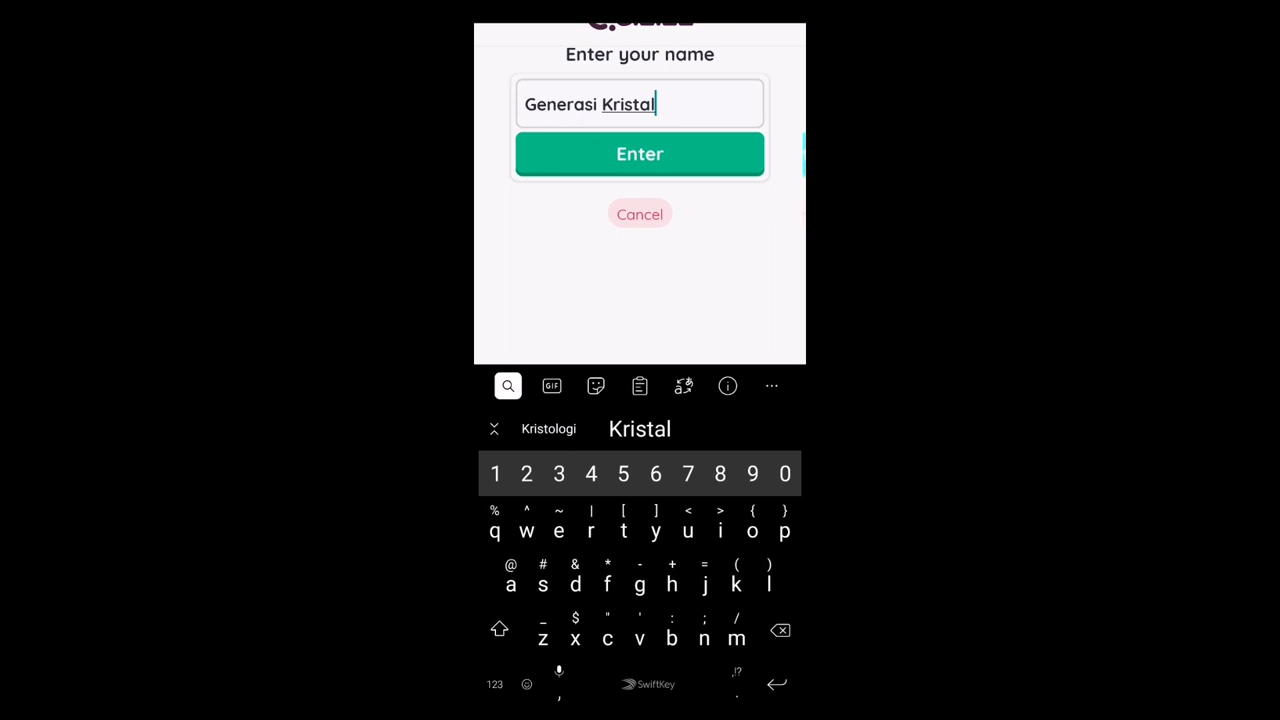 Enter your name
Generasi Kristal
Enter
Cancel
GIF
Kristologi Kristal
1 2 3 4 5 6 7 8 9 0
% ^ ~ | [ ] < > { }
q w e r t y u i o p
@ # & * - + = ( )
a s d f g h j k l
_ $ " ' : ; /
z x c v b n m
,!?
123 , SwiftKey .